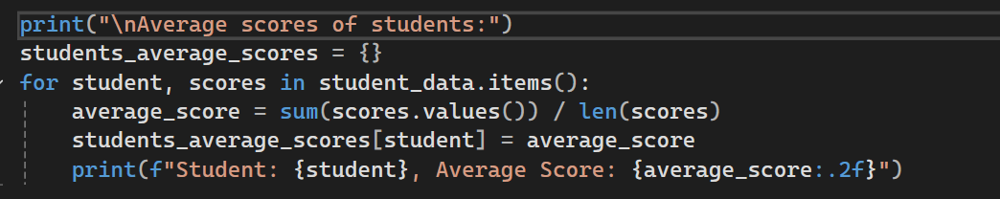 print("\nAverage scores of students:")
students_average_scores = {}
for student, scores in student_data.items():
    average_score = sum(scores.values()) / len(scores)
    students_average_scores[student] = average_score
    print(f"Student: {student}, Average Score: {average_score:.2f}")